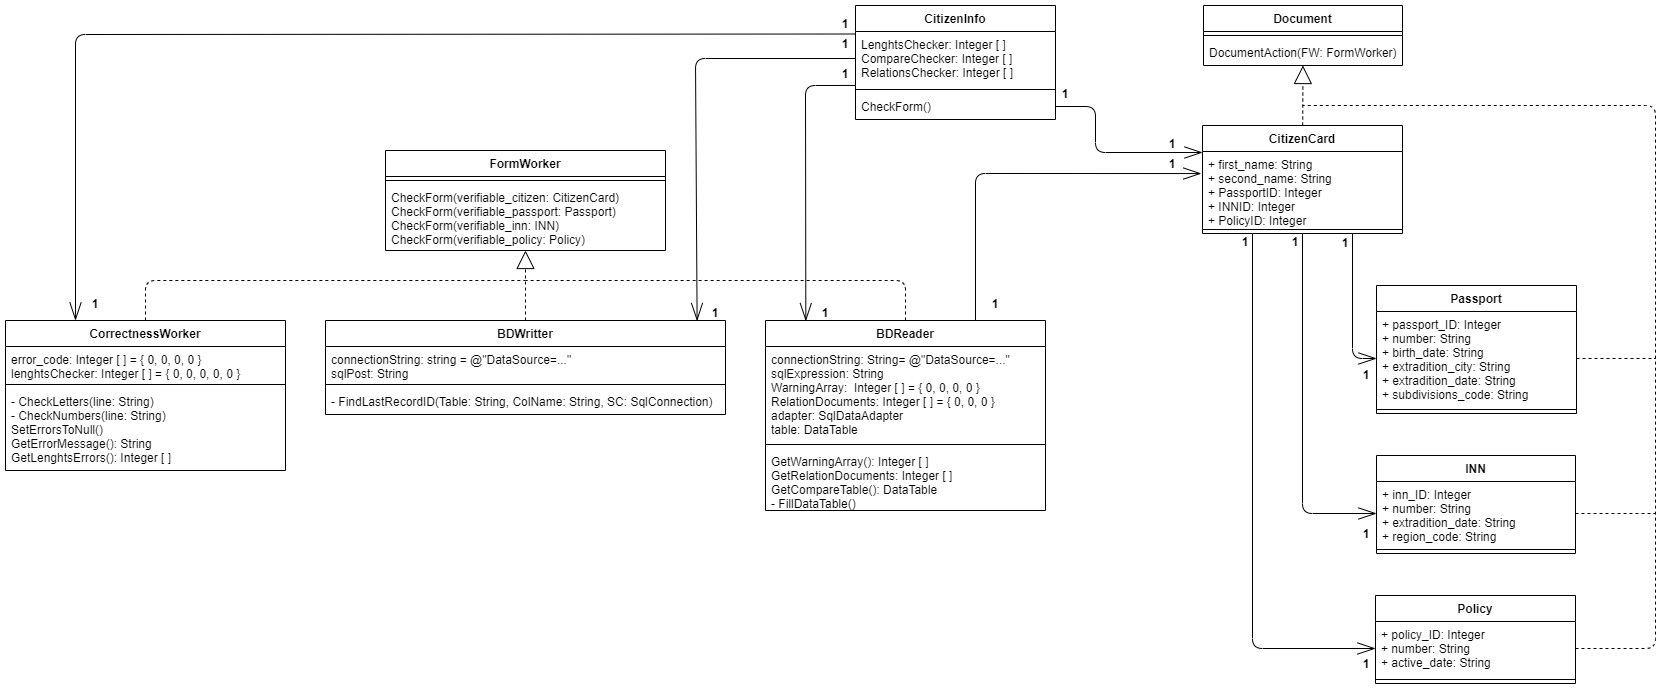 CitizenInfo
LenghtsChecker: Integer [ ]
CompareChecker: Integer [ ]
RelationsChecker: Integer [ ]
CheckForm()
1
1
1
1
Document
DocumentAction(FW: FormWorker)
CitizenCard
+ first_name: String
+ second_name: String
+ PassportID: Integer
+ INNID: Integer
+ PolicyID: Integer
1
1
1
1
1
FormWorker
CheckForm(verifiable_citizen: CitizenCard)
CheckForm(verifiable_passport: Passport)
CheckForm(verifiable_inn: INN)
CheckForm(verifiable_policy: Policy)
1
1
1
1
CorrectnessWorker
error_code: Integer [ ] = { 0, 0, 0, 0 }
lenghtsChecker: Integer [ ] = { 0, 0, 0, 0, 0 }
- CheckLetters(line: String)
- CheckNumbers(line: String)
SetErrorsToNull()
GetErrorMessage(): String
GetLenghtsErrors(): Integer [ ]
BDWritter
connectionString: string = @"DataSource=..."
sqlPost: String
- FindLastRecordID(Table: String, ColName: String, SC: SqlConnection)
BDReader
connectionString: String= @"DataSource=..."
sqlExpression: String
WarningArray:  Integer [ ] = { 0, 0, 0, 0 }
RelationDocuments: Integer [ ] = { 0, 0, 0 }
adapter: SqlDataAdapter
table: DataTable
GetWarningArray(): Integer [ ]
GetRelationDocuments: Integer [ ]
GetCompareTable(): DataTable
- FillDataTable()
Passport
+ passport_ID: Integer
+ number: String
+ birth_date: String
+ extradition_city: String
+ extradition_date: String
+ subdivisions_code: String
1
INN
+ inn_ID: Integer
+ number: String
+ extradition_date: String
+ region_code: String
1
Policy
+ policy_ID: Integer
+ number: String
+ active_date: String
1